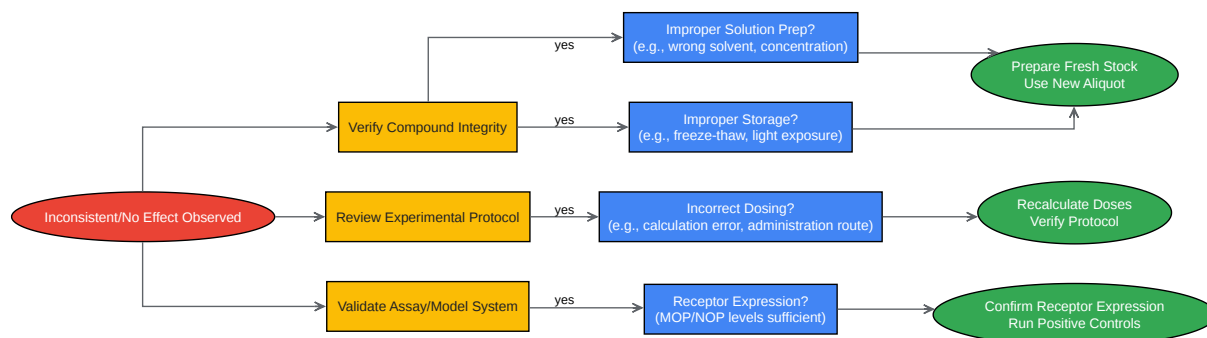 Improper Solution Prep?
(e.g., wrong solvent, concentration)
yes
Prepare Fresh Stock
Use New Aliquot
Verify Compound Integrity
yes
Improper Storage?
(e.g., freeze-thaw, light exposure)
Inconsistent/No Effect Observed
Review Experimental Protocol
yes
Incorrect Dosing?
(e.g., calculation error, administration route)
Recalculate Doses
Verify Protocol
Validate Assay/Model System
yes
Receptor Expression?
(MOP/NOP levels sufficient)
Confirm Receptor Expression
Run Positive Controls